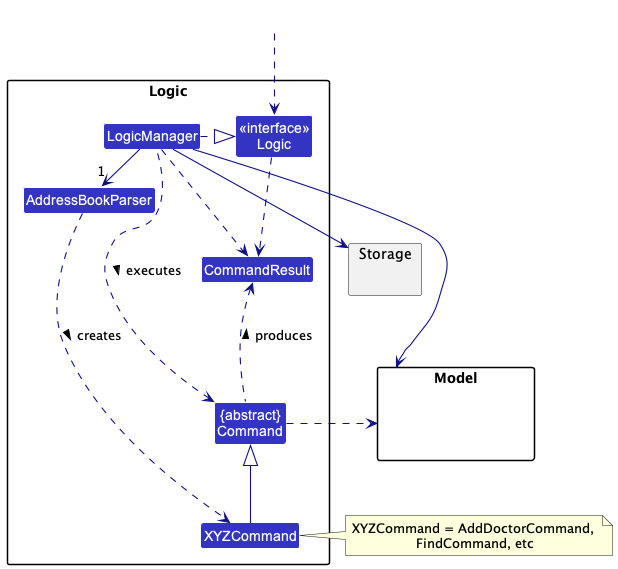 Logic
LogicManager
«interface»
Logic
1
AddressBookParser
Storage
CommandResult
executes
creates
produces
Model
{abstract}
Command
XYZCommand
XYZCommand = AddDoctorCommand,
FindCommand, etc